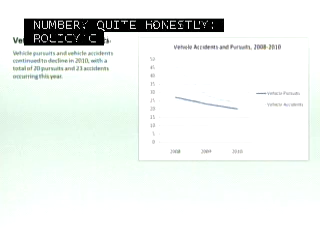 NUMBER, QUITE HONESTLY;
POLICY C
Vehicle pursuits and vehicle accidents
continued to decline in 2010, with a
total of 20 pursuits and 23 accidents
occurring this year.
Vehicle Accidents and Pursuits, 2008-2010
50
45
40
35
30
25
20
15
10
5
0
2008 2009 2010
Vehicle Pursuits
Vehicle Accidents